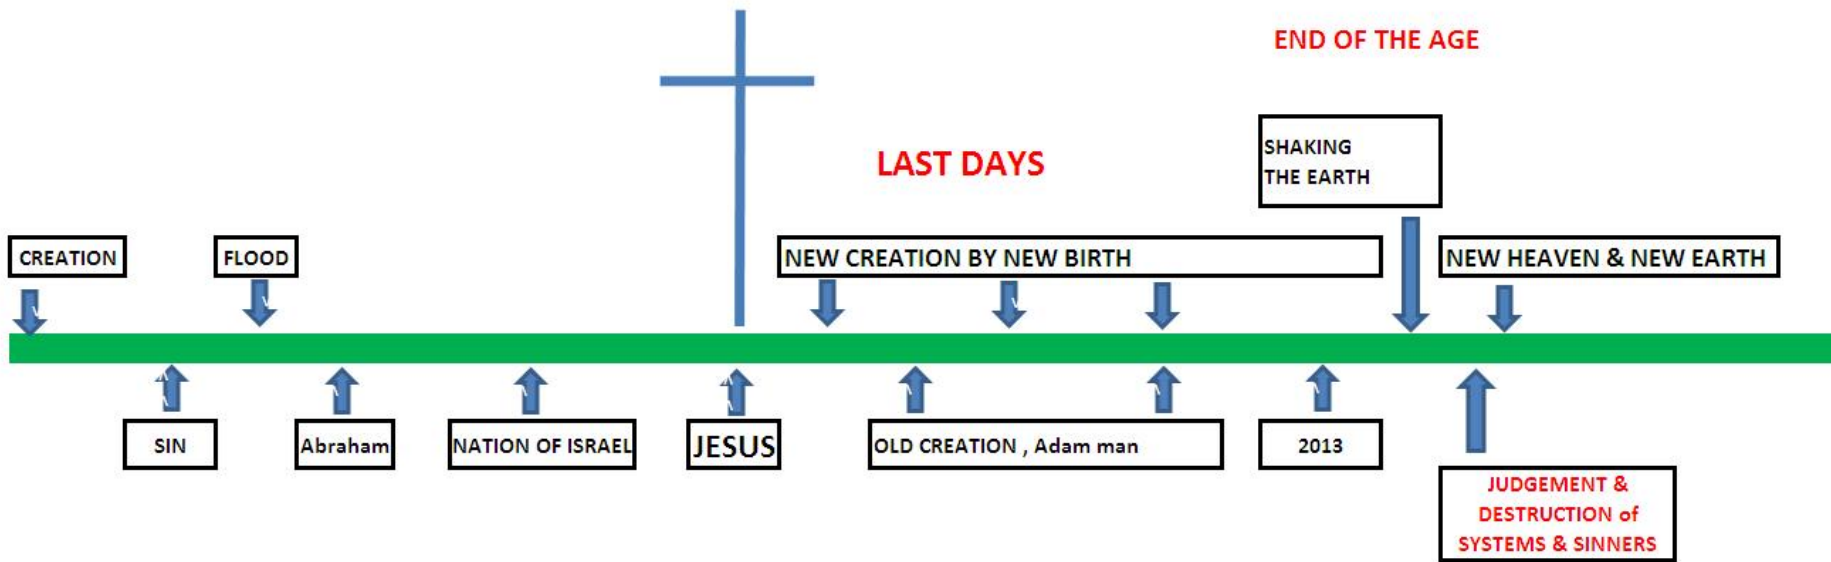 END OF THE AGE
LAST DAYS
SHAKING
THE EARTH
CREATION
FLOOD
NEW CREATION BY NEW BIRTH
NEW HEAVEN & NEW EARTH
SIN
Abraham
NATION OF ISRAEL
JESUS
OLD CREATION , Adam man
2013
JUDGEMENT &
DESTRUCTION of
SYSTEMS & SINNERS